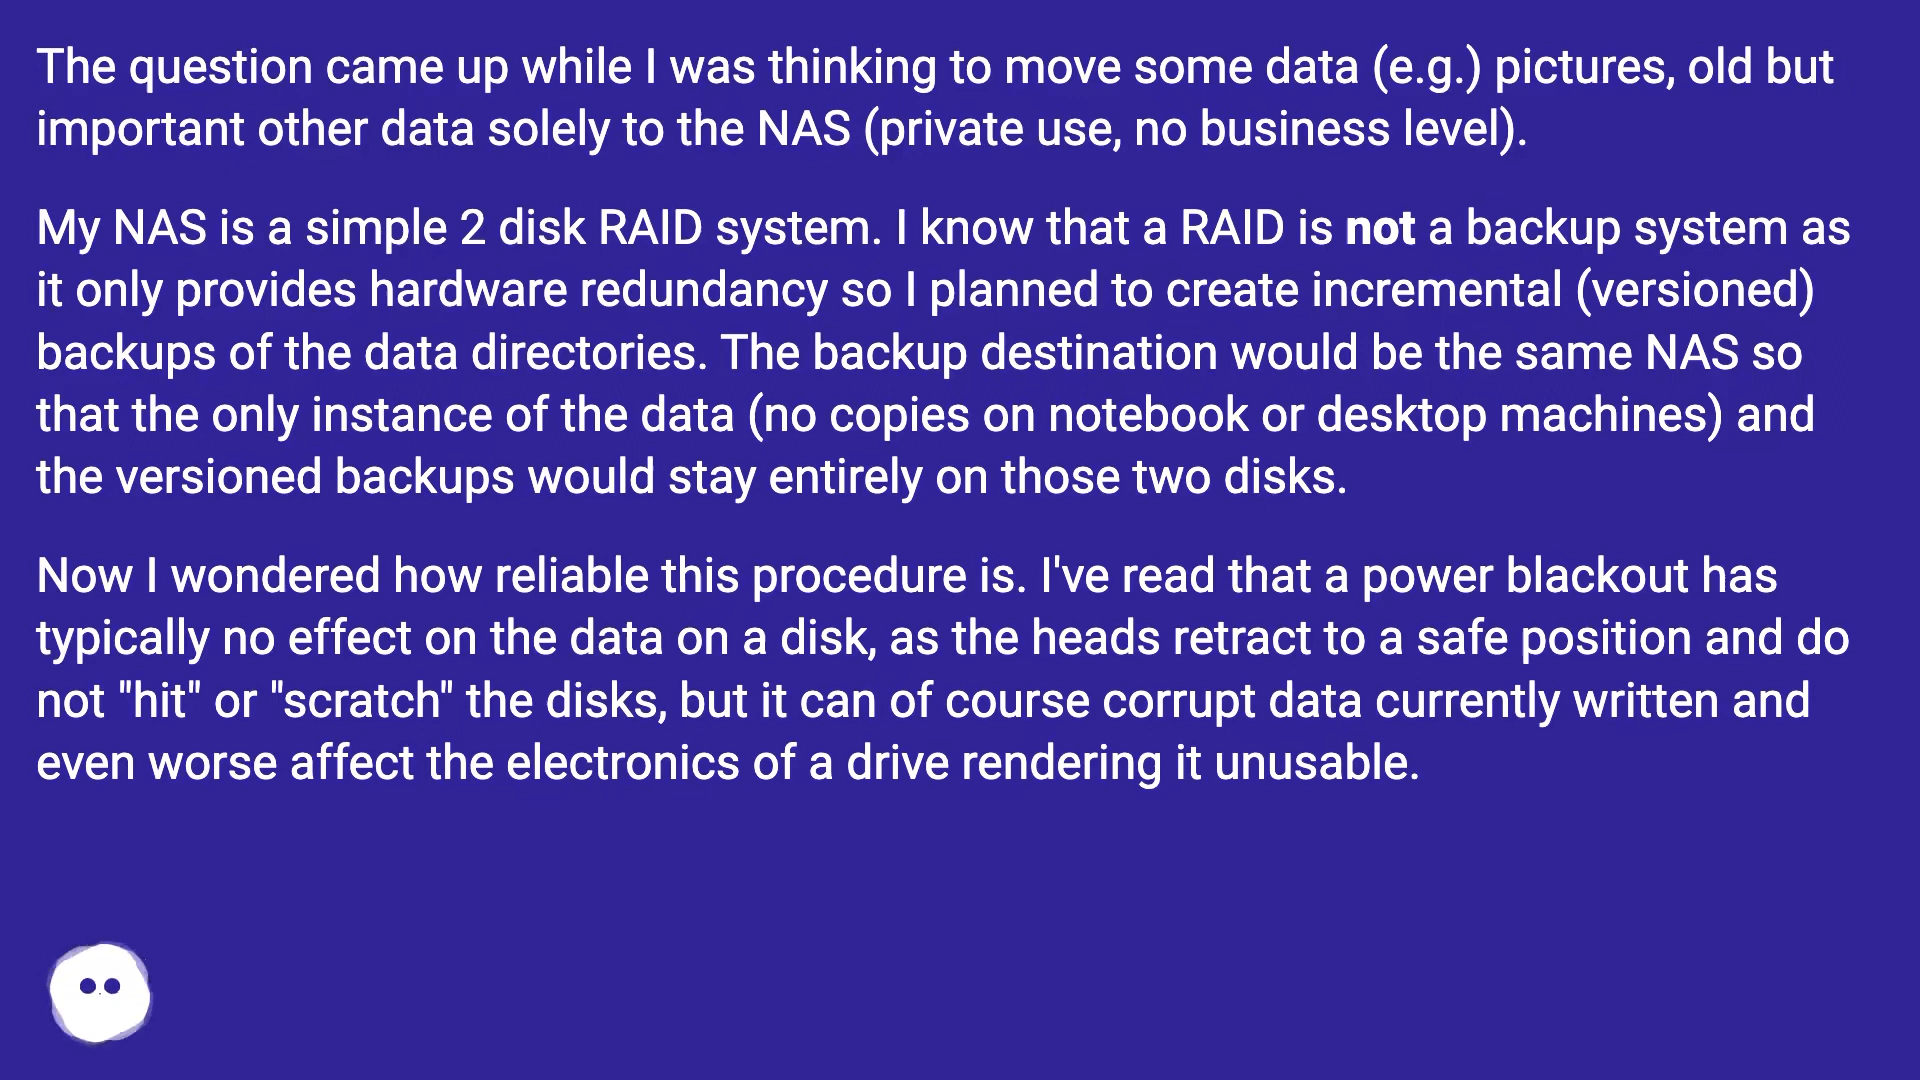 The question came up while I was thinking to move some data (e.g.) pictures, old but
important other data solely to the NAS (private use, no business level).
My NAS is a simple 2 disk RAID system. I know that a RAID is not a backup system as
it only provides hardware redundancy so I planned to create incremental (versioned)
backups of the data directories. The backup destination would be the same NAS so
that the only instance of the data (no copies on notebook or desktop machines) and
the versioned backups would stay entirely on those two disks.
Now I wondered how reliable this procedure is. I've read that a power blackout has
typically no effect on the data on a disk, as the heads retract to a safe position and do
not "hit" or "scratch" the disks, but it can of course corrupt data currently written and
even worse affect the electronics of a drive rendering it unusable.